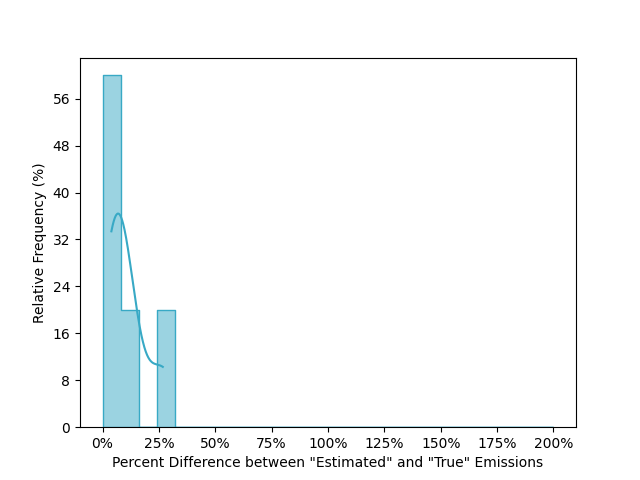 Relative Frequency (%)
56
48
40
32
24
16
8
0
0% 25% 50% 75% 100% 125% 150% 175% 200%
Percent Difference between "Estimated" and "True" Emissions